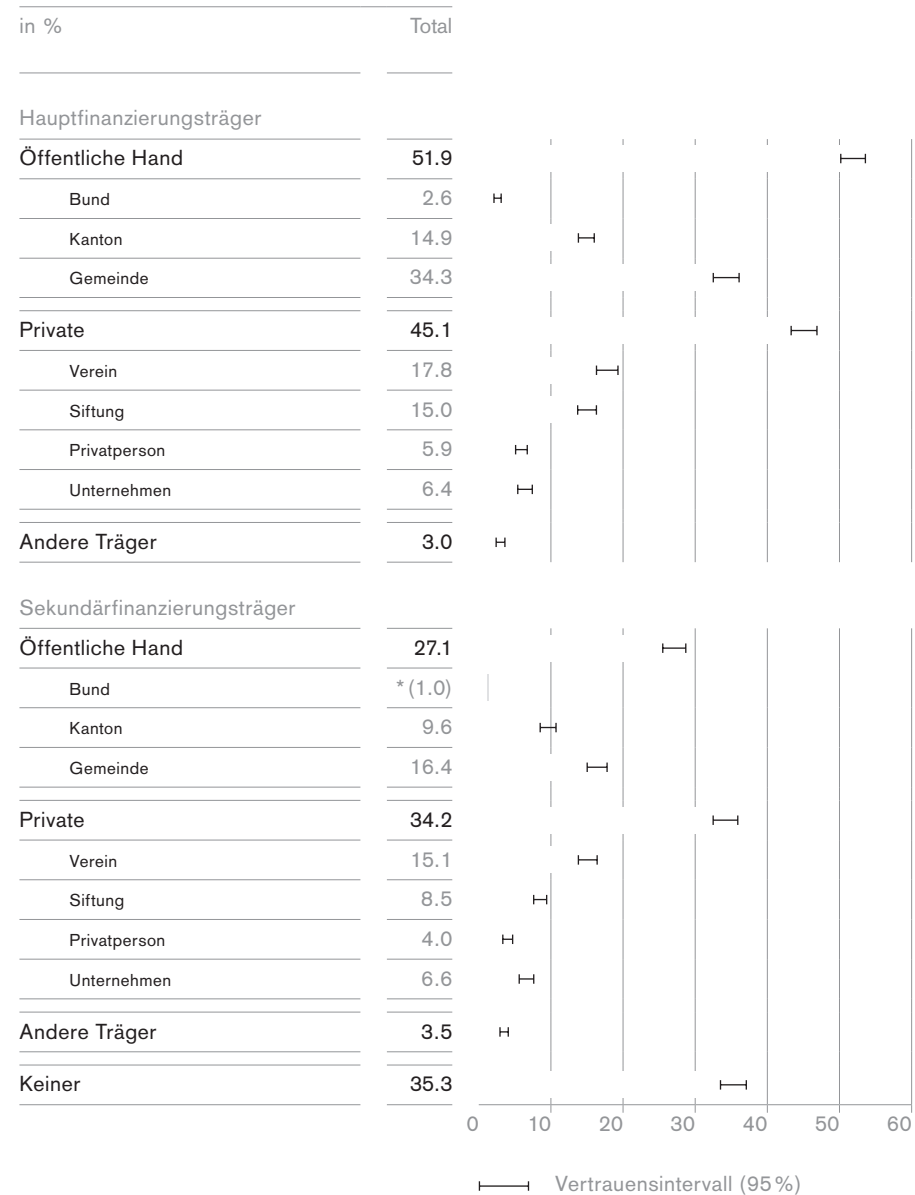 in % Total
Hauptfinanzierungsträger
Öffentliche Hand 51.9
Bund 2.6
Kanton 14.9
Gemeinde 34.3
Private 45.1
Verein 17.8
Siftung 15.0
Privatperson 5.9
Unternehmen 6.4
Andere Träger 3.0
Sekundärfinanzierungsträger
Öffentliche Hand 27.1
Bund * (1.0)
Kanton 9.6
Gemeinde 16.4
Private 34.2
Verein 15.1
Siftung 8.5
Privatperson 4.0
Unternehmen 6.6
Andere Träger 3.5
Keiner 35.3
0 10 20 30 40 50 60
Vertrauensintervall (95 %)